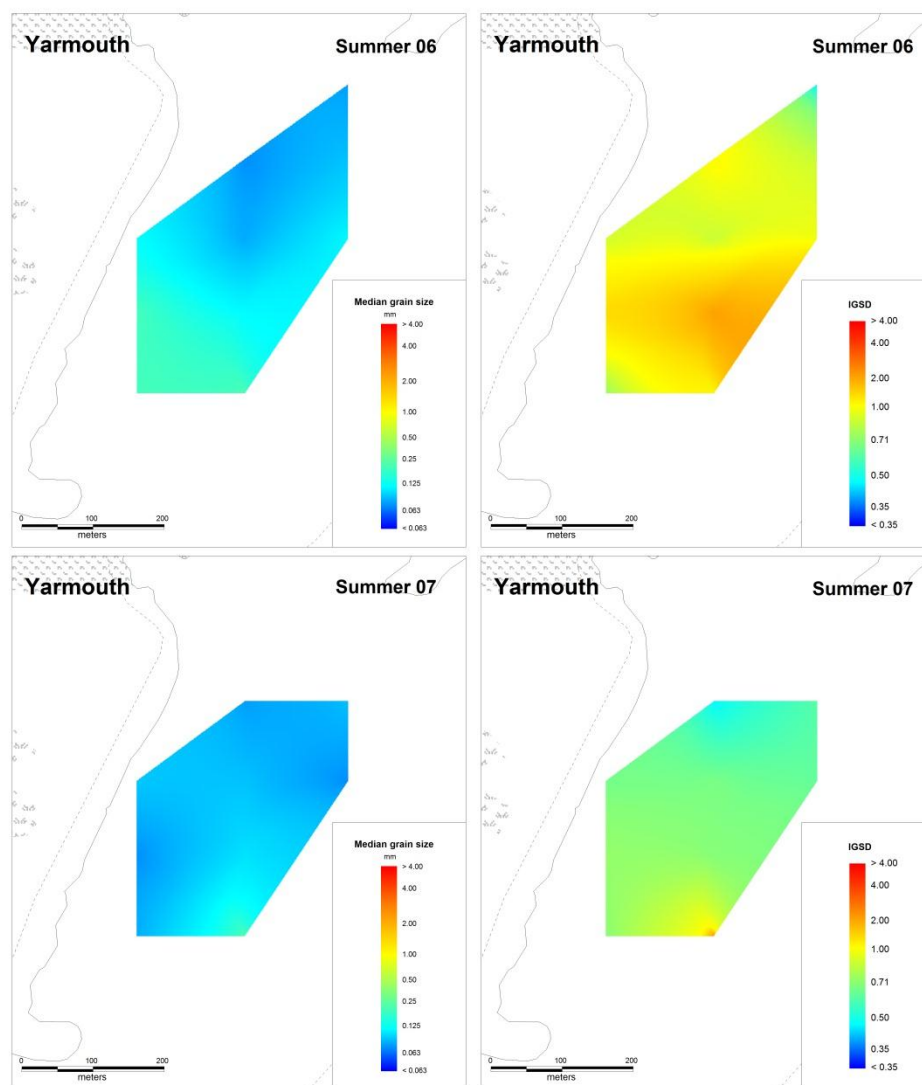 Yarmouth Summer 06
Median grain size
mm
> 4.00
4.00
2.00
1.00
0.50
0.25
0.125
0.063
< 0.063
0 100 200
meters
Yarmouth Summer 06
IGSD
> 4.00
4.00
2.00
1.00
0.71
0.50
0.35
< 0.35
0 100 200
meters
Yarmouth Summer 07
Median grain size
mm
> 4.00
4.00
2.00
1.00
0.50
0.25
0.125
0.063
< 0.063
0 100 200
meters
Yarmouth Summer 07
IGSD
> 4.00
4.00
2.00
1.00
0.71
0.50
0.35
< 0.35
0 100 200
meters